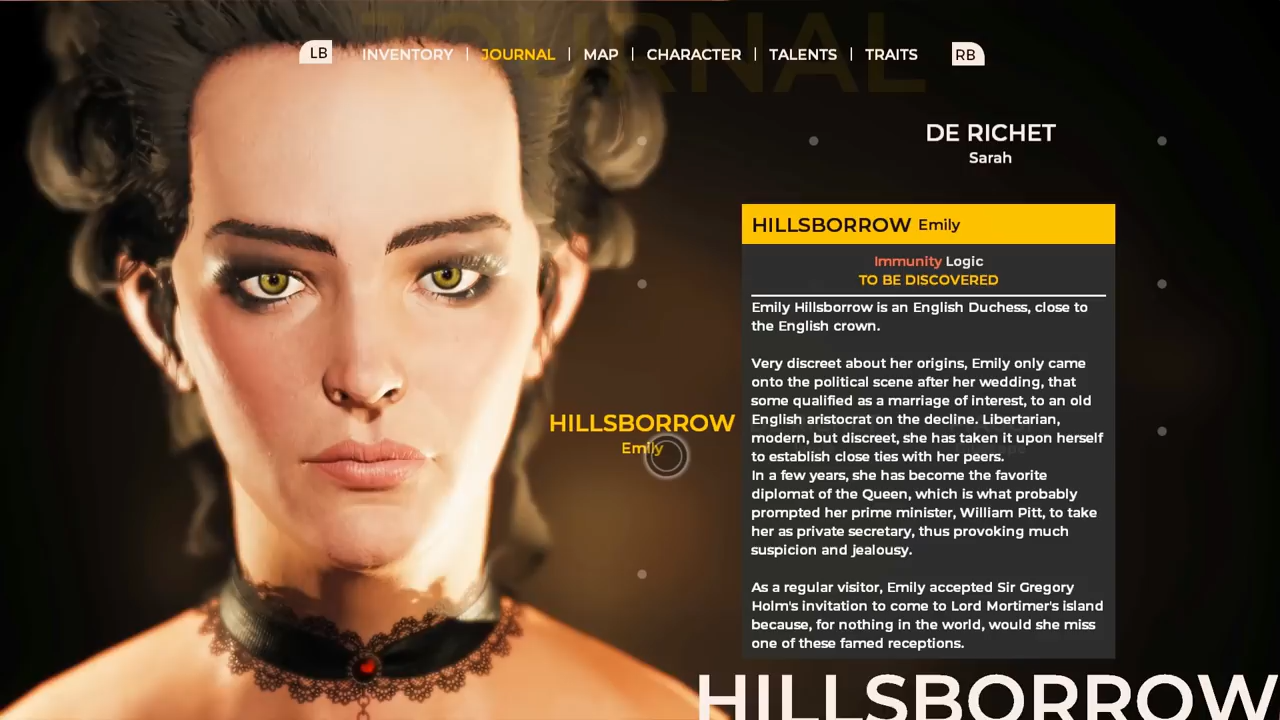 JOURNAL
LB INVENTORY | JOURNAL | MAP | CHARACTER | TALENTS | TRAITS RB
DE RICHET
Sarah
HILLSBORROW Emily
Immunity Logic
TO BE DISCOVERED
Emily Hillsborrow is an English Duchess, close to
the English crown.
Very discreet about her origins, Emily only came
onto the political scene after her wedding, that
some qualified as a marriage of interest, to an old
English aristocrat on the decline. Libertarian,
modern, but discreet, she has taken it upon herself
to establish close ties with her peers.
In a few years, she has become the favorite
diplomat of the Queen, which is what probably
prompted her prime minister, William Pitt, to take
her as private secretary, thus provoking much
suspicion and jealousy.
As a regular visitor, Emily accepted Sir Gregory
Holm's invitation to come to Lord Mortimer's island
because, for nothing in the world, would she miss
one of these famed receptions.
HILLSBORROW
Emily
HILLSBORROW